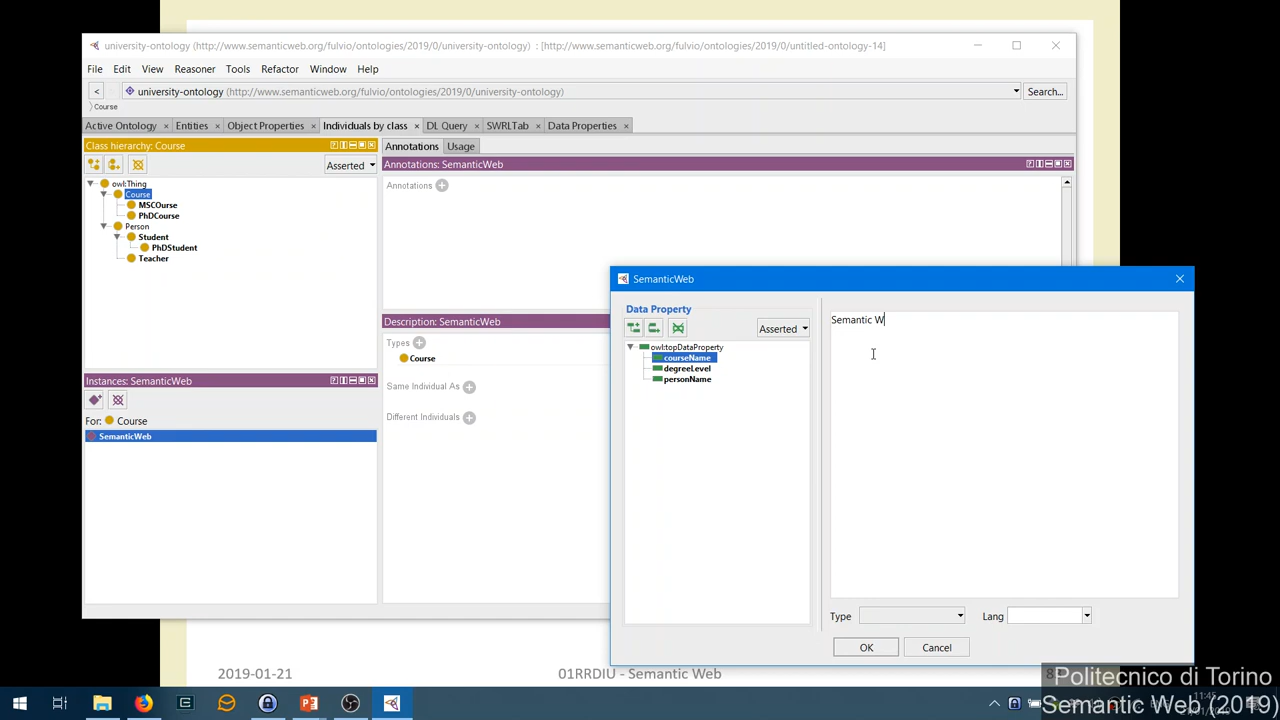 university-ontology (http://www.semanticweb.org/fulvio/ontologies/2019/0/university-ontology) : [http://www.semanticweb.org/fulvio/ontologies/2019/0/untitled-ontology-14]
File Edit View Reasoner Tools Refactor Window Help
< university-ontology (http://www.semanticweb.org/fulvio/ontologies/2019/0/university-ontology) Search...
Course
Active Ontology × Entities × Object Properties × Individuals by class × DL Query × SWRLTab × Data Properties ×
Class hierarchy: Course
Asserted
owl:Thing
Course
MSCOurse
PhDCourse
Person
Student
PhDStudent
Teacher
Instances: SemanticWeb
For: Course
SemanticWeb
Annotations Usage
Annotations: SemanticWeb
Annotations
Description: SemanticWeb
Types
Course
Same Individual As
Different Individuals
SemanticWeb
Data Property
Asserted
owl:topDataProperty
courseName
degreeLevel
personName
Semantic W
Type Lang
OK Cancel
2019-01-21 01RRDIU - Semantic Web
Politecnico di Torino
Semantic Web (2019)